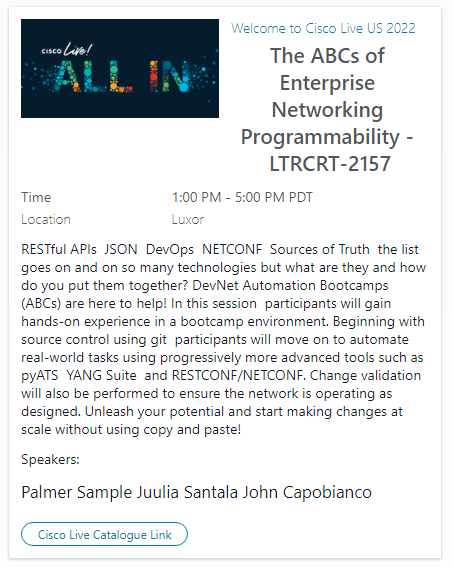 CISCO Live!
ALL IN
Welcome to Cisco Live US 2022
The ABCs of
Enterprise
Networking
Programmability -
LTRCRT-2157
Time 1:00 PM - 5:00 PM PDT
Location Luxor
RESTful APIs JSON DevOps NETCONF Sources of Truth the list
goes on and on so many technologies but what are they and how
do you put them together? DevNet Automation Bootcamps
(ABCs) are here to help! In this session participants will gain
hands-on experience in a bootcamp environment. Beginning with
source control using git participants will move on to automate
real-world tasks using progressively more advanced tools such as
pyATS YANG Suite and RESTCONF/NETCONF. Change validation
will also be performed to ensure the network is operating as
designed. Unleash your potential and start making changes at
scale without using copy and paste!
Speakers:
Palmer Sample Juulia Santala John Capobianco
Cisco Live Catalogue Link